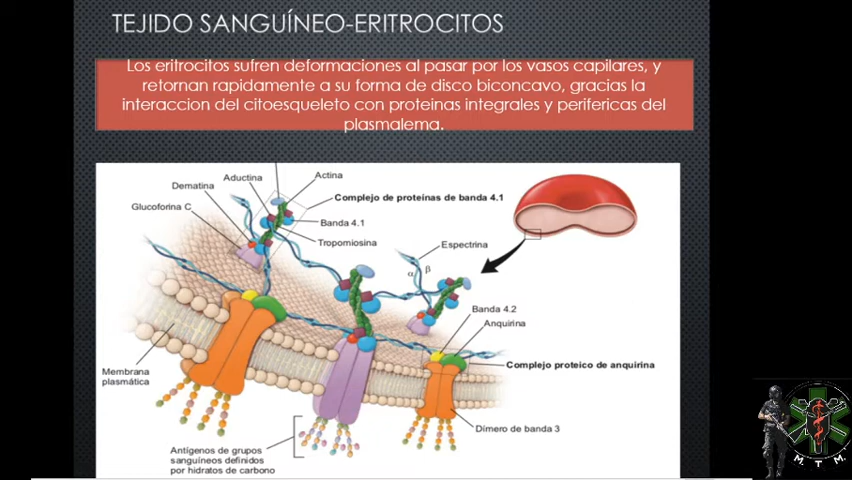 TEJIDO SANGUÍNEO-ERITROCITOS
Los eritrocitos sufren deformaciones al pasar por los vasos capilares, y
retornan rapidamente a su forma de disco biconcavo, gracias la
interaccion del citoesqueleto con proteinas integrales y perifericas del
plasmalema.
Actina
Aductina
Dematina
Complejo de proteínas de banda 4.1
Glucoforina C
Banda 4.1
Tropomiosina
Espectrina
α
β
Banda 4.2
Anquirina
Complejo proteico de anquirina
Membrana
plasmática
Dímero de banda 3
Antígenos de grupos
sanguíneos definidos
por hidratos de carbono
M. T. M.